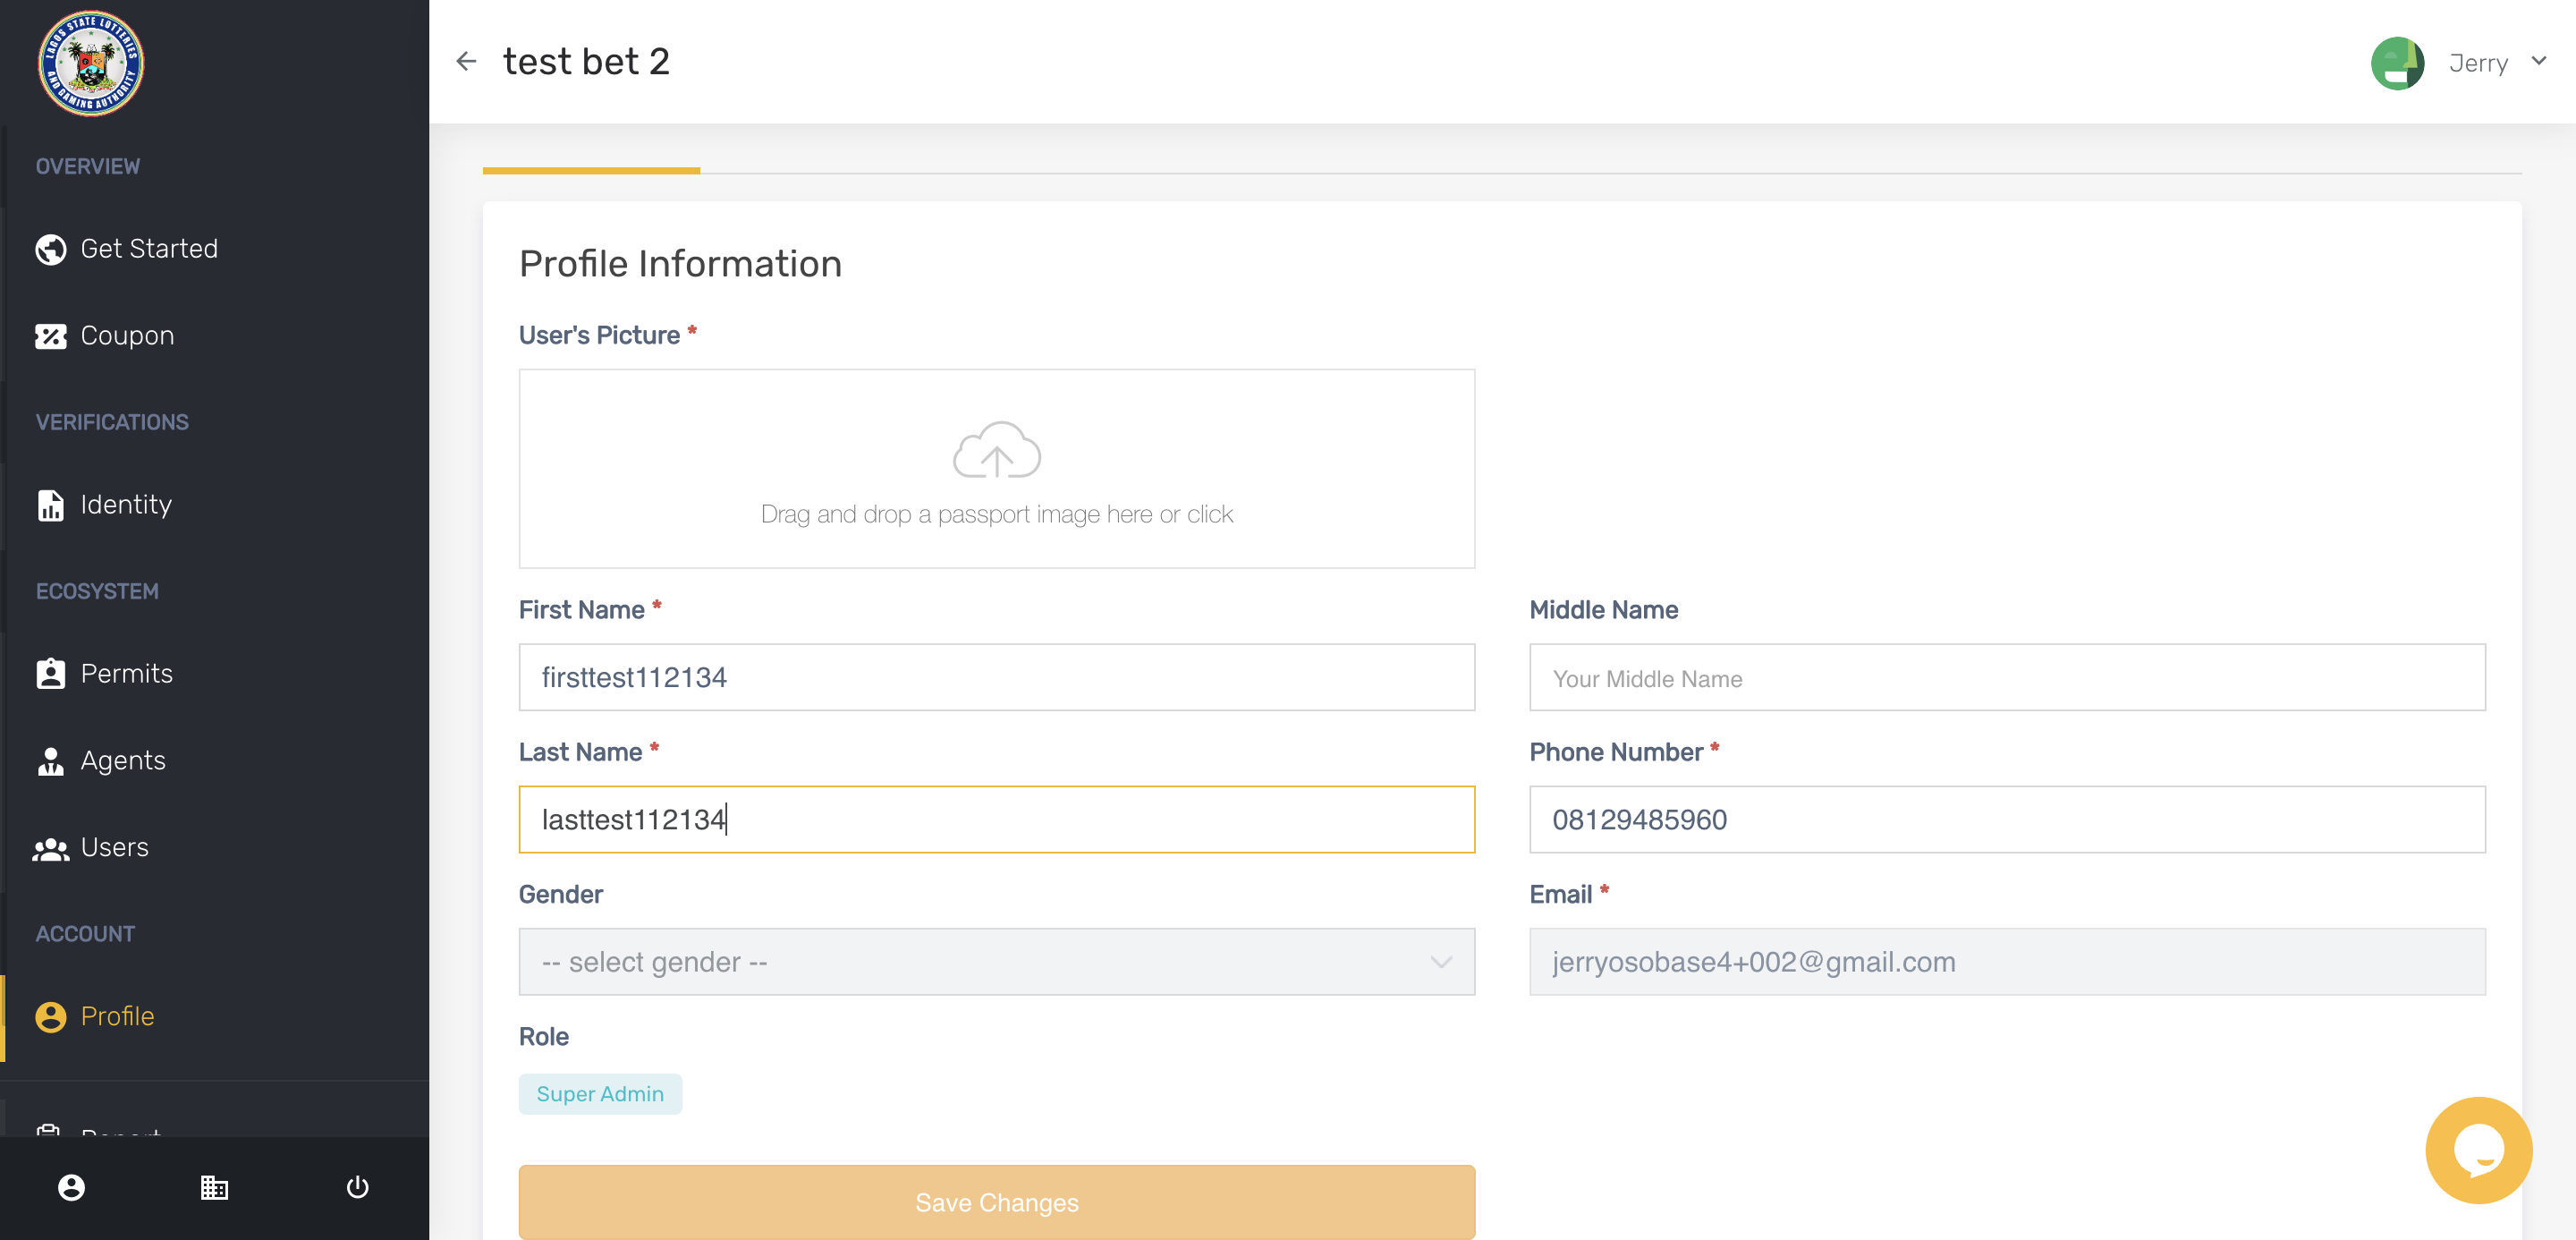 LAGOS STATE LOTTERIES
AND GAMING AUTHORITY
test bet 2
Jerry
OVERVIEW
Get Started
Coupon
VERIFICATIONS
Identity
ECOSYSTEM
Permits
Agents
Users
ACCOUNT
Profile
Report
Profile Information
User's Picture *
Drag and drop a passport image here or click
First Name *
firsttest112134
Middle Name
Your Middle Name
Last Name *
lasttest112134
Phone Number *
08129485960
Gender
-- select gender --
Email *
jerryosobase4+002@gmail.com
Role
Super Admin
Save Changes